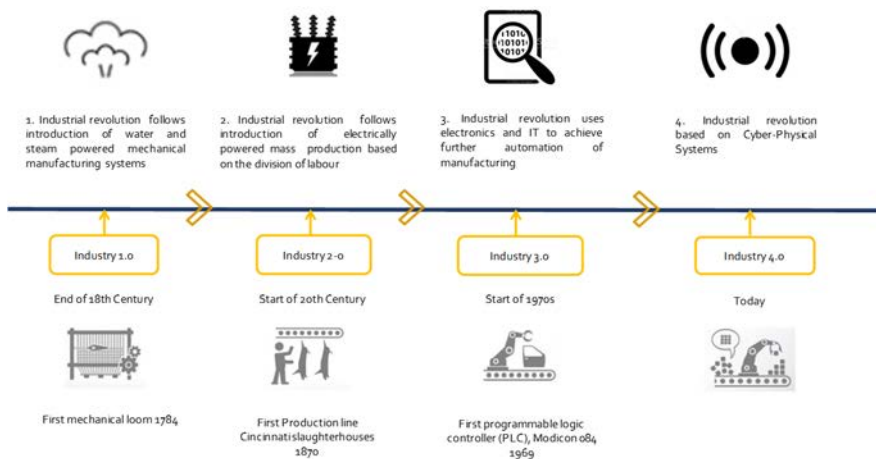 1010
010101
0101
1. Industrial revolution follows
introduction of water and
steam powered mechanical
manufacturing systems
2. Industrial revolution follows
introduction of electrically
powered mass production based
on the division of labour
3. Industrial revolution uses
electronics and IT to achieve
further automation of
manufacturing
4. Industrial revolution
based on Cyber-Physical
Systems
Industry 1.0
Industry 2-0
Industry 3.0
Industry 4.0
End of 18th Century
Start of 20th Century
Start of 1970s
Today
First mechanical loom 1784
First Production line
Cincinnatislaughterhouses
1870
First programmable logic
controller (PLC), Modicon 084
1969